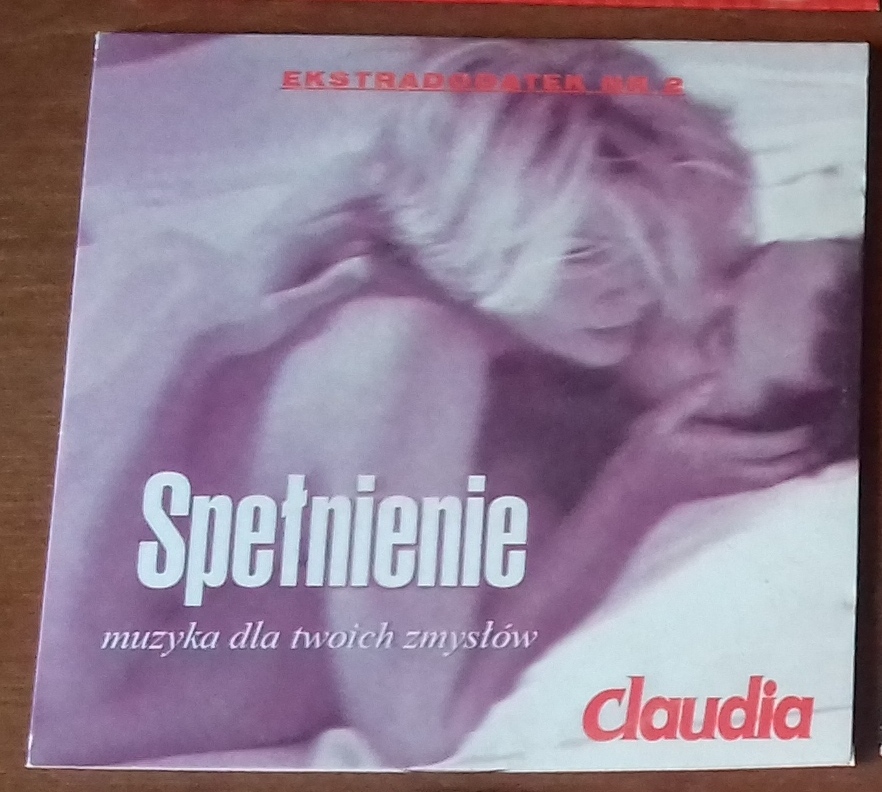 EKSTRADODATEK NR 2
Spełnienie
muzyka dla twoich zmysłów
Claudia